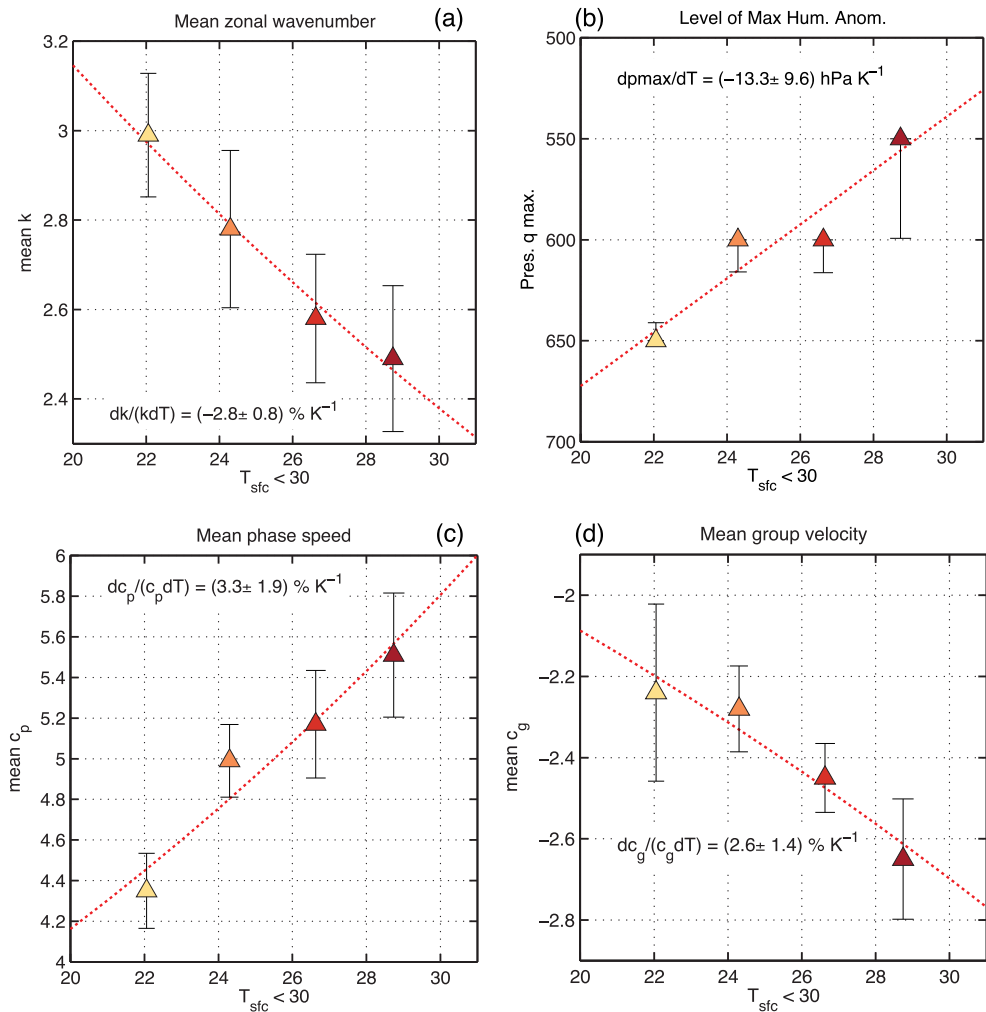 Mean zonal wavenumber
(a)
3.2
3
2.8
2.6
2.4
mean k
dk/(kdT) = (−2.8± 0.8) % K⁻¹
20 22 24 26 28 30
T_sfc < 30
(b)
Level of Max Hum. Anom.
500
550
600
650
700
Pres. q max.
dpmax/dT = (−13.3± 9.6) hPa K⁻¹
20 22 24 26 28 30
T_sfc < 30
Mean phase speed
(c)
6
5.8
5.6
5.4
5.2
5
4.8
4.6
4.4
4.2
4
mean c_p
dc_p/(c_pdT) = (3.3± 1.9) % K⁻¹
20 22 24 26 28 30
T_sfc < 30
(d)
Mean group velocity
−2
−2.2
−2.4
−2.6
−2.8
mean c_g
dc_g/(c_gdT) = (2.6± 1.4) % K⁻¹
20 22 24 26 28 30
T_sfc < 30